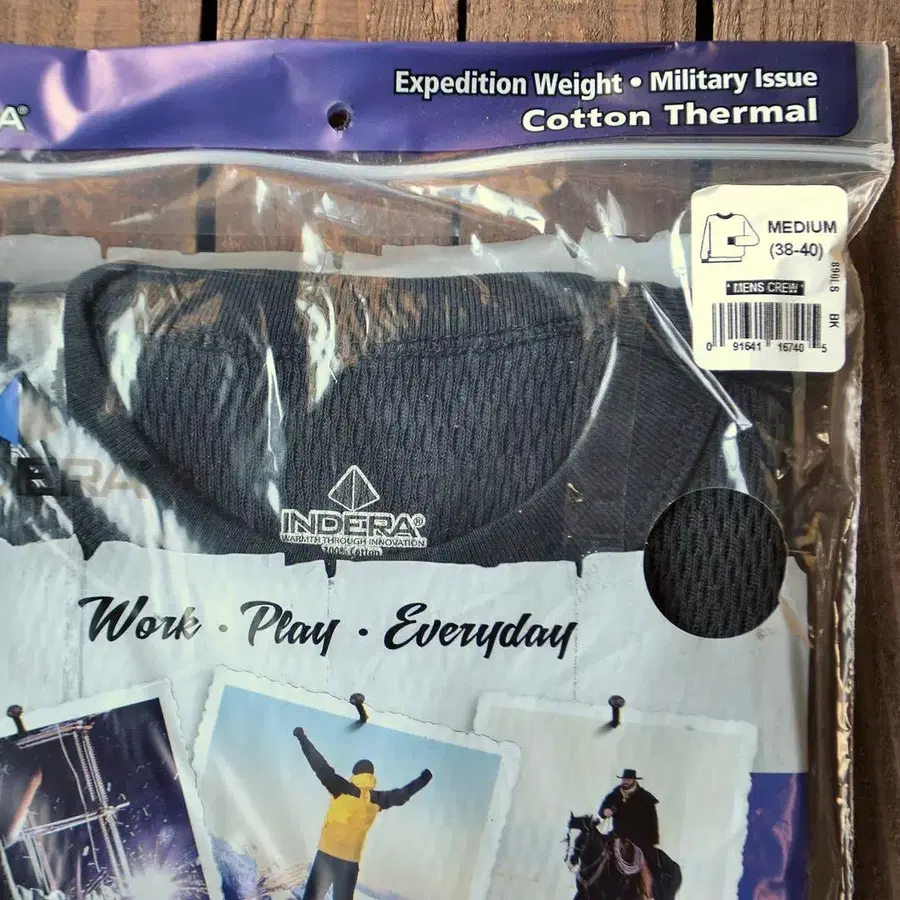 Expedition Weight • Military Issue
Cotton Thermal
A®
MEDIUM
(38-40)
* MENS CREW *
890LS BK
0 91641 16740 5
INDERA®
WARMTH THROUGH INNOVATION
100% Cotton
DERA
Work · Play · Everyday